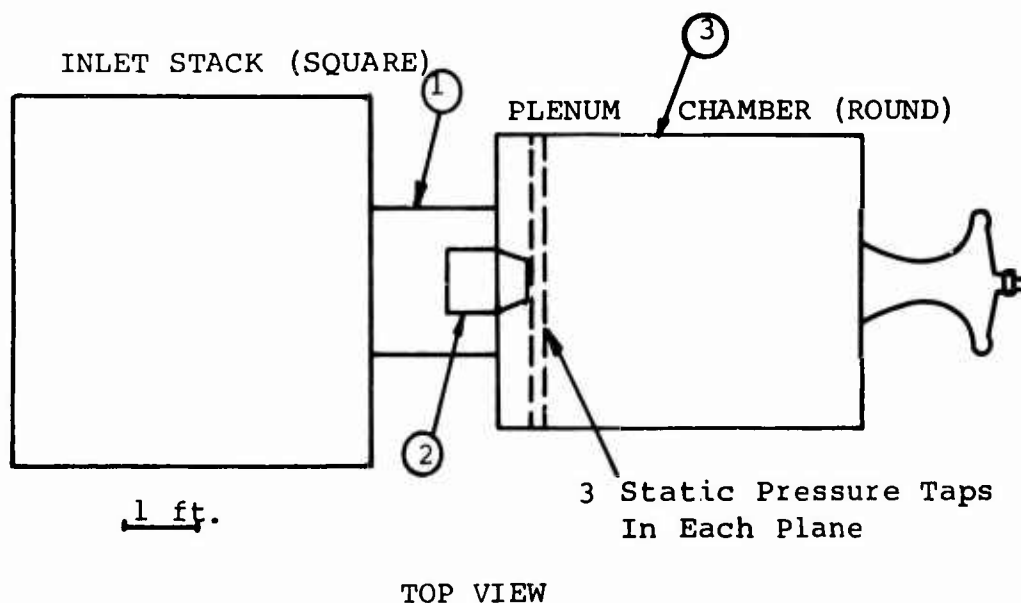 3
INLET STACK (SQUARE)
1
PLENUM CHAMBER (ROUND)
2
3 Static Pressure Taps
In Each Plane
1 ft.
TOP VIEW